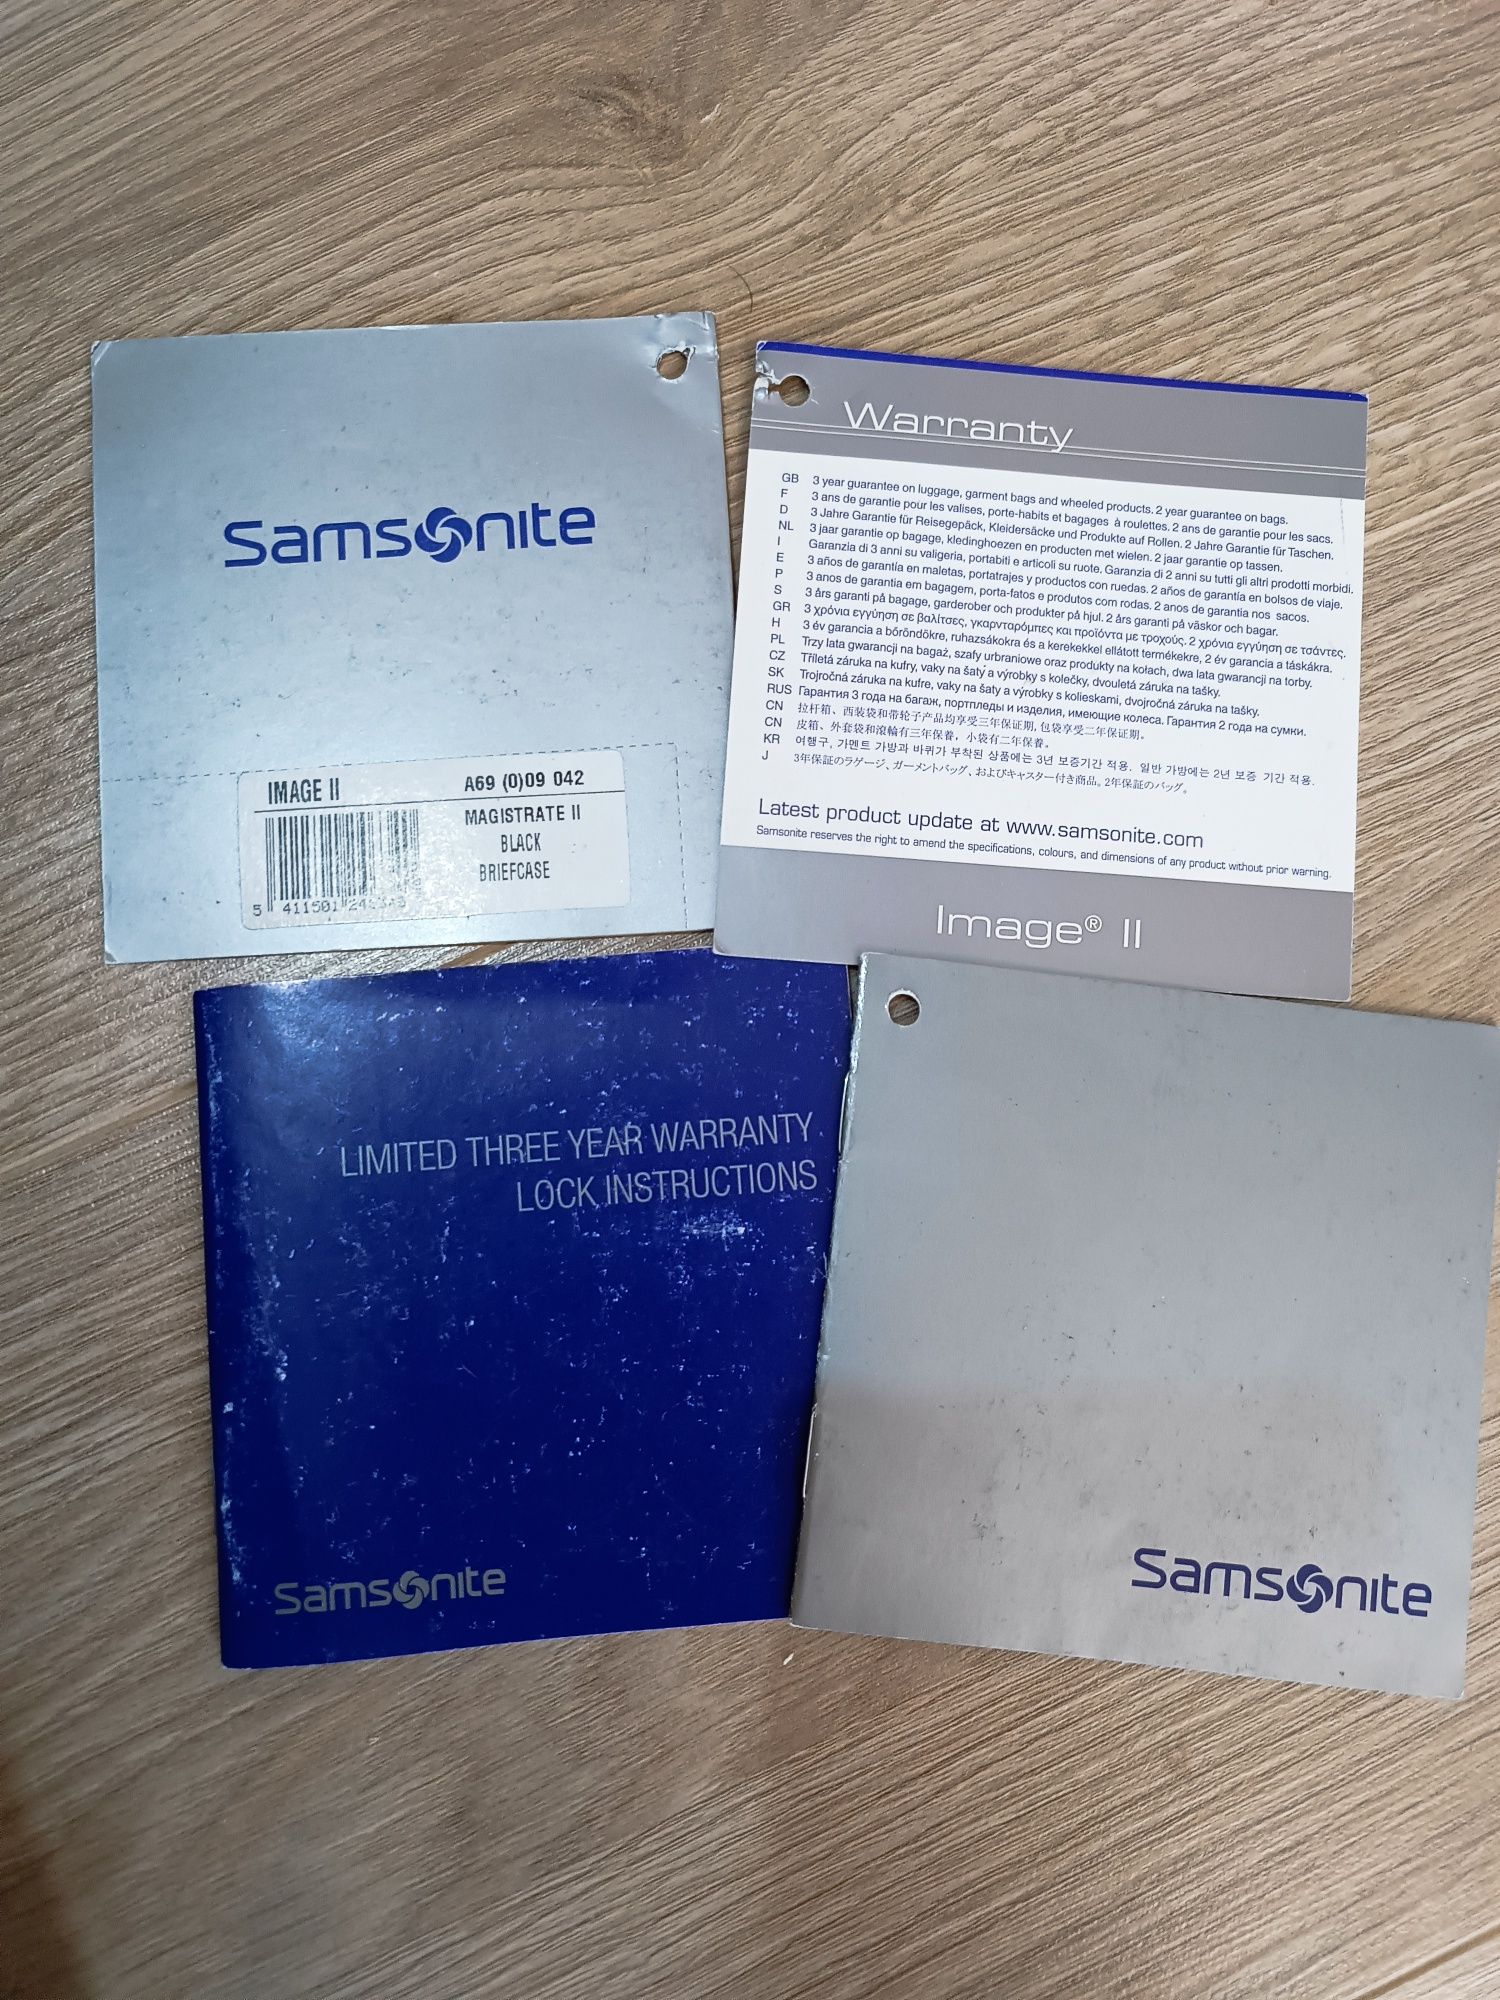 Samsonite
IMAGE II
A69 (0)09 042
MAGISTRATE II
BLACK
BRIEFCASE
5 411501
Warranty
GB 3 year guarantee on luggage, garment bags and wheeled products. 2 year guarantee on bags.
F 3 ans de garantie pour les valises, porte-habits et bagages à roulettes. 2 ans de garantie pour les sacs.
D 3 Jahre Garantie für Reisegepäck, Kleidersäcke und Produkte auf Rollen. 2 Jahre Garantie für Taschen.
NL 3 jaar garantie op bagage, kledinghoezen en producten met wielen. 2 jaar garantie op tassen.
I Garanzia di 3 anni su valigeria, portabiti e articoli su ruote. Garanzia di 2 anni su tutti gli altri prodotti morbidi.
E 3 años de garantía en maletas, portatrajes y productos con ruedas. 2 años de garantía en bolsos de viaje.
P 3 anos de garantia em bagagem, porta-fatos e produtos com rodas. 2 anos de garantia nos sacos.
S 3 års garanti på bagage, garderober och produkter på hjul. 2 års garanti på väskor och bagar.
GR 3 χρόνια εγγύηση σε βαλίτσες, γκαρνταρόμπες και προϊόντα με τροχούς. 2 χρόνια εγγύηση σε τσάντες.
H 3 év garancia a bőröndökre, ruhazsákokra és a kerekekkel ellátott termékekre, 2 év garancia a táskákra.
PL Trzy lata gwarancji na bagaż, szafy urbraniowe oraz produkty na kołach, dwa lata gwarancji na torby.
CZ Tříletá záruka na kufry, vaky na šaty a výrobky s kolečky, dvouletá záruka na tašky.
SK Trojročná záruka na kufre, vaky na šaty a výrobky s kolieskami, dvojročná záruka na tašky.
RUS Гарантия 3 года на багаж, портпледы и изделия, имеющие колеса. Гарантия 2 года на сумки.
CN 拉杆箱、西装袋和带轮子产品均享受三年保证期, 包袋享受二年保证期。
CN 皮箱、外套袋和滾輪有三年保養，小袋有二年保養。
KR 여행구, 가멘트 가방과 바퀴가 부착된 상품에는 3년 보증기간 적용. 일반 가방에는 2년 보증 기간 적용.
J 3年保証のラゲージ、ガーメントバッグ、およびキャスター付き商品。2年保証のバッグ。
Latest product update at www.samsonite.com
Samsonite reserves the right to amend the specifications, colours, and dimensions of any product without prior warning.
Image® II
LIMITED THREE YEAR WARRANTY
LOCK INSTRUCTIONS
Samsonite
Samsonite